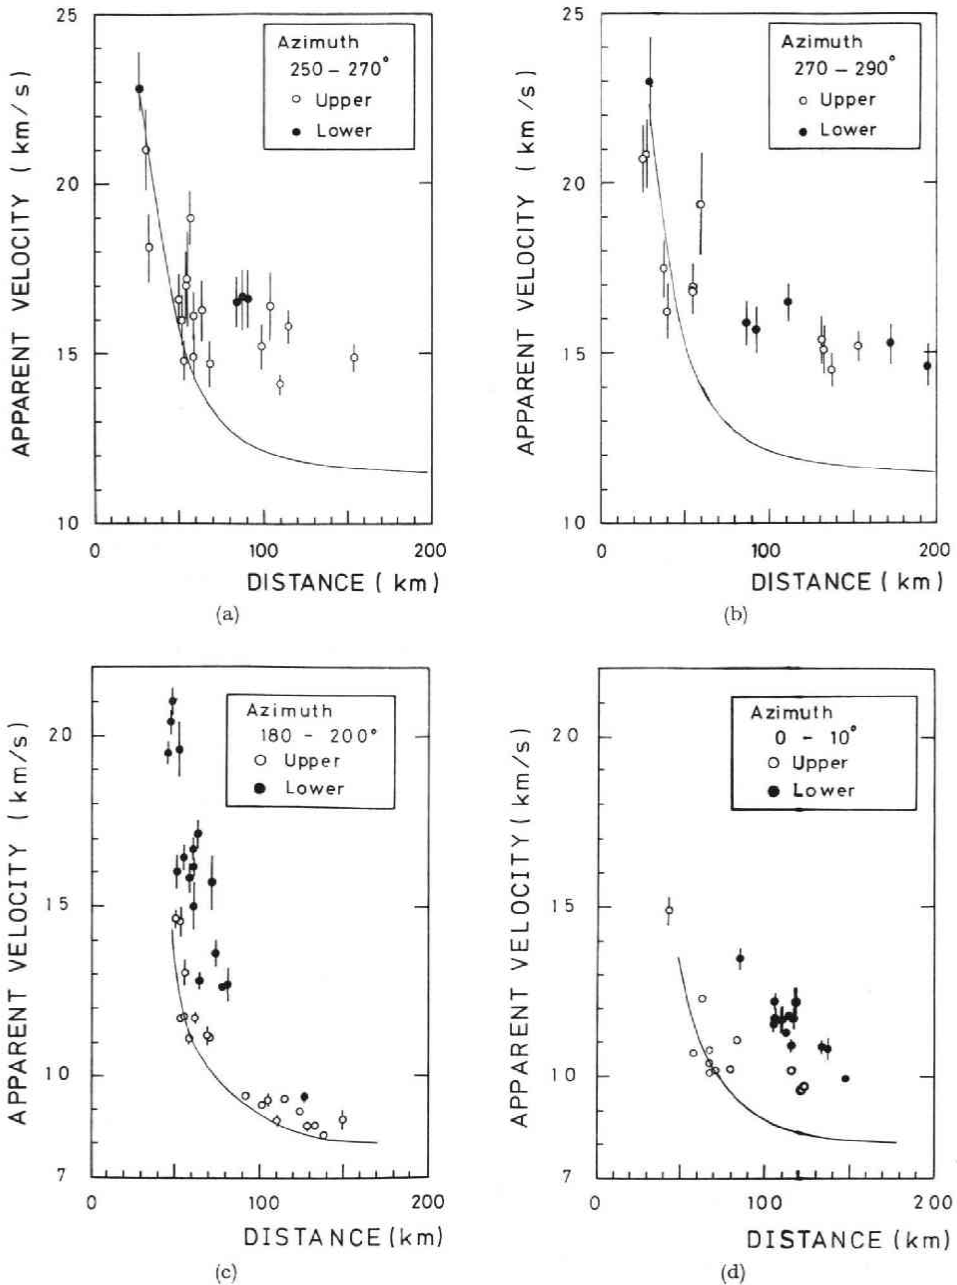 25
20
15
10
APPARENT VELOCITY ( km/s )
Azimuth
250 – 270°
○ Upper
● Lower
0
100
200
DISTANCE ( km)
(a)
25
20
15
10
APPARENT VELOCITY ( km/s )
Azimuth
270 – 290°
○ Upper
● Lower
0
100
200
DISTANCE ( km)
(b)
20
15
10
7
APPARENT VELOCITY (km/s)
Azimuth
180 - 200°
○ Upper
● Lower
0
100
200
DISTANCE (km)
(c)
20
15
10
7
APPARENT VELOCITY (km/s)
Azimuth
0 - 10°
○ Upper
● Lower
0
100
200
DISTANCE (km)
(d)